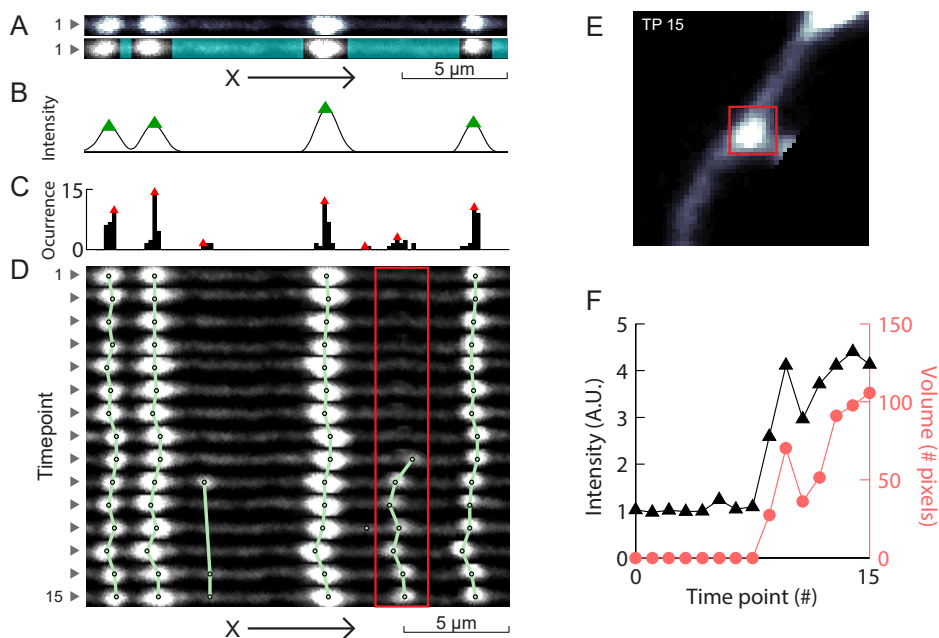 A
1
1
X
5 µm
B
Intensity
C
Ocurrence
15
0
D
1
Timepoint
15
X
5 µm
E
TP 15
F
Intensity (A.U.)
5
4
3
2
1
0
Volume (# pixels)
150
100
50
0
0
15
Time point (#)